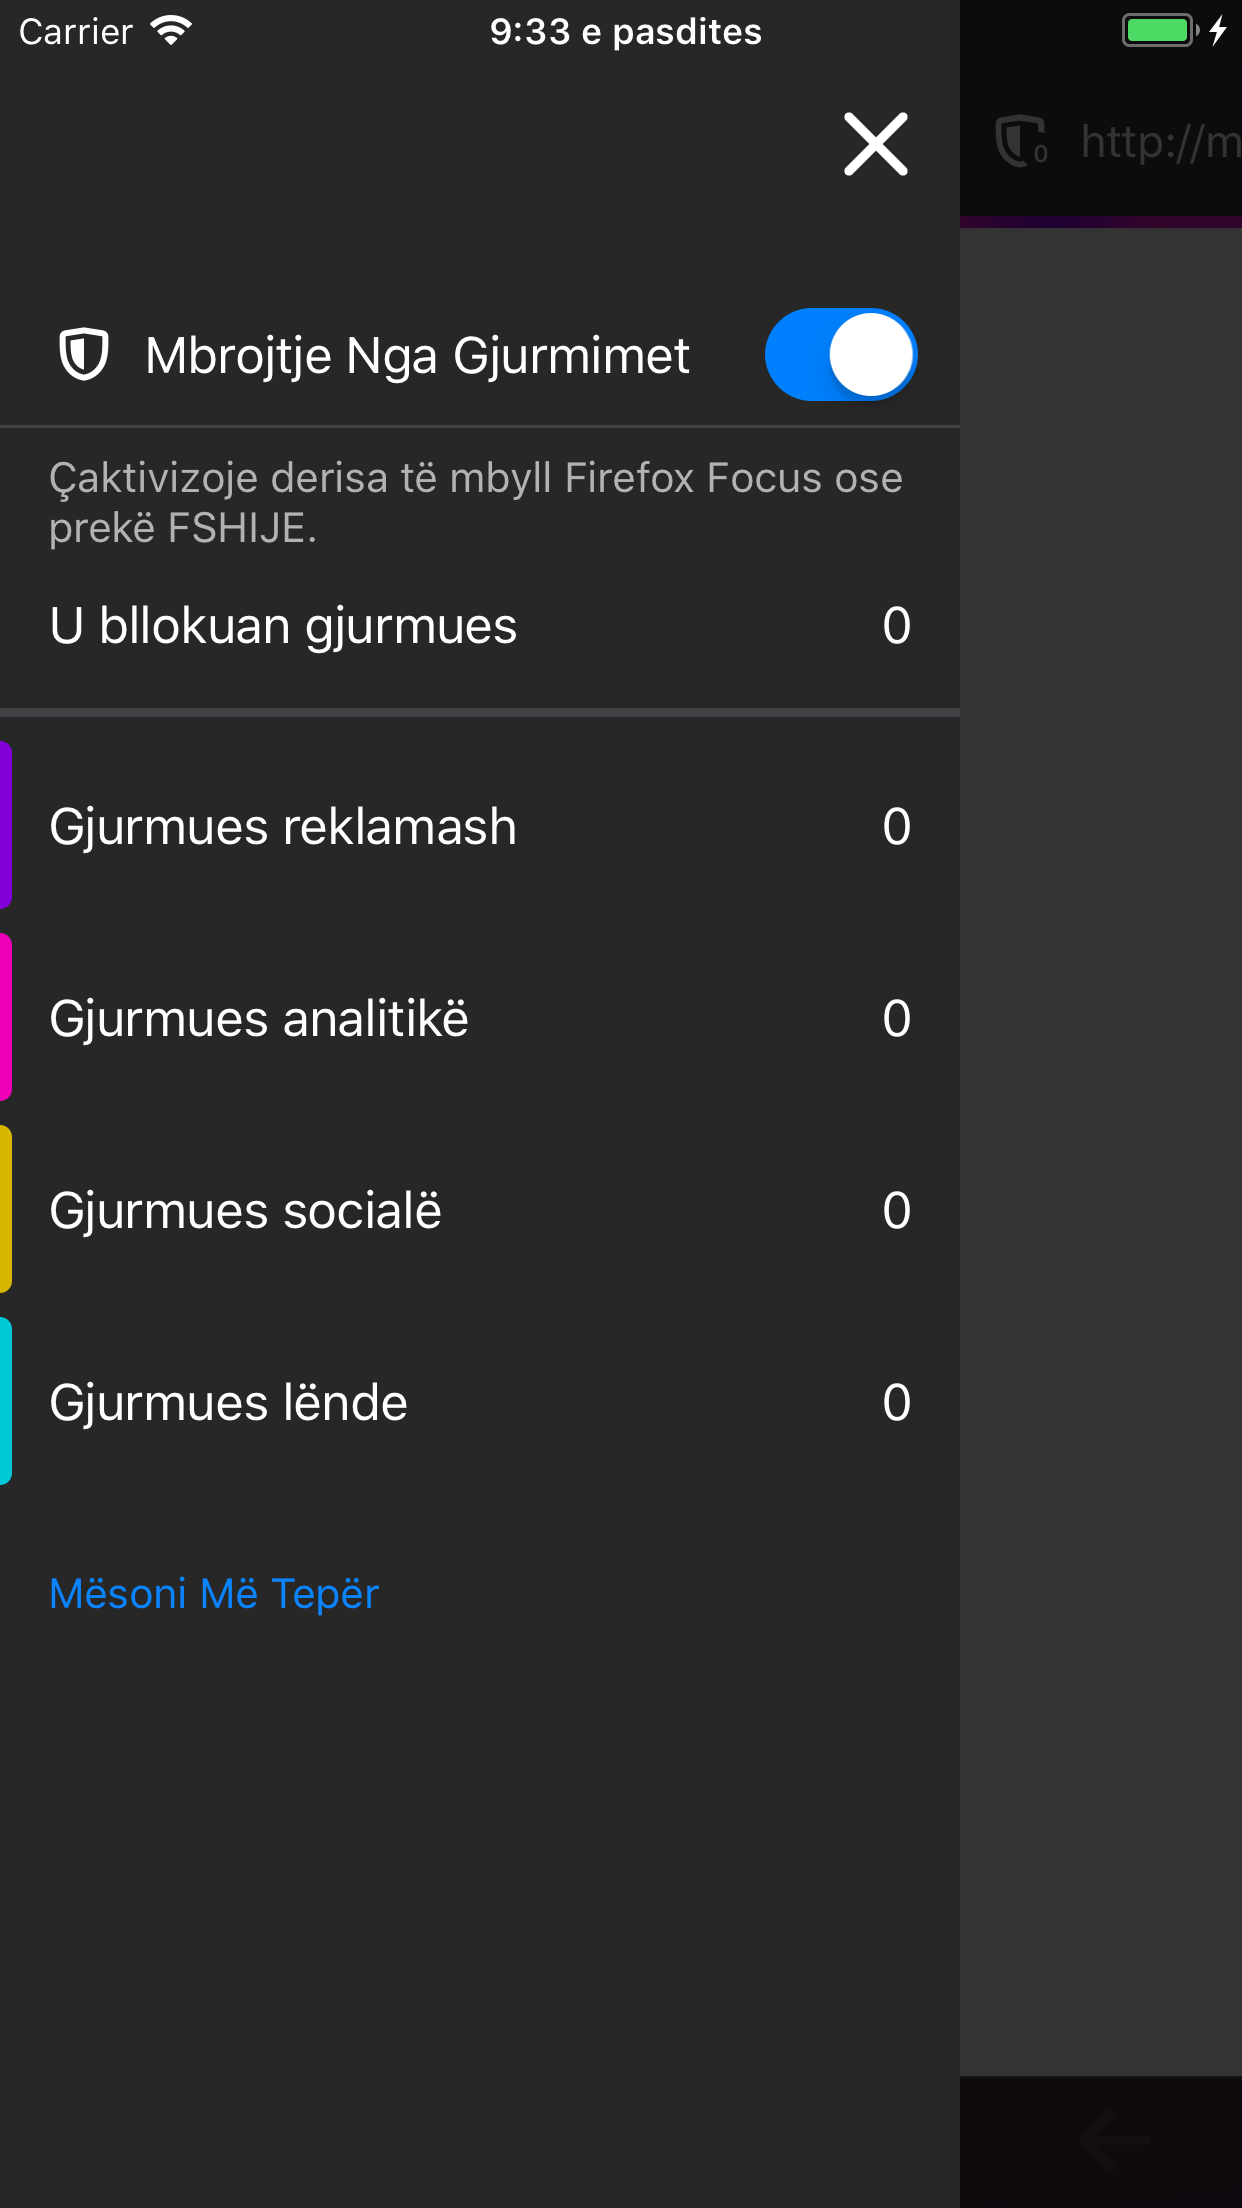 Carrier 9:33 e pasdites
0 http://m
Mbrojtje Nga Gjurmimet
Çaktivizoje derisa të mbyll Firefox Focus ose
prekë FSHIJE.
U bllokuan gjurmues 0
Gjurmues reklamash 0
Gjurmues analitikë 0
Gjurmues socialë 0
Gjurmues lënde 0
Mësoni Më Tepër